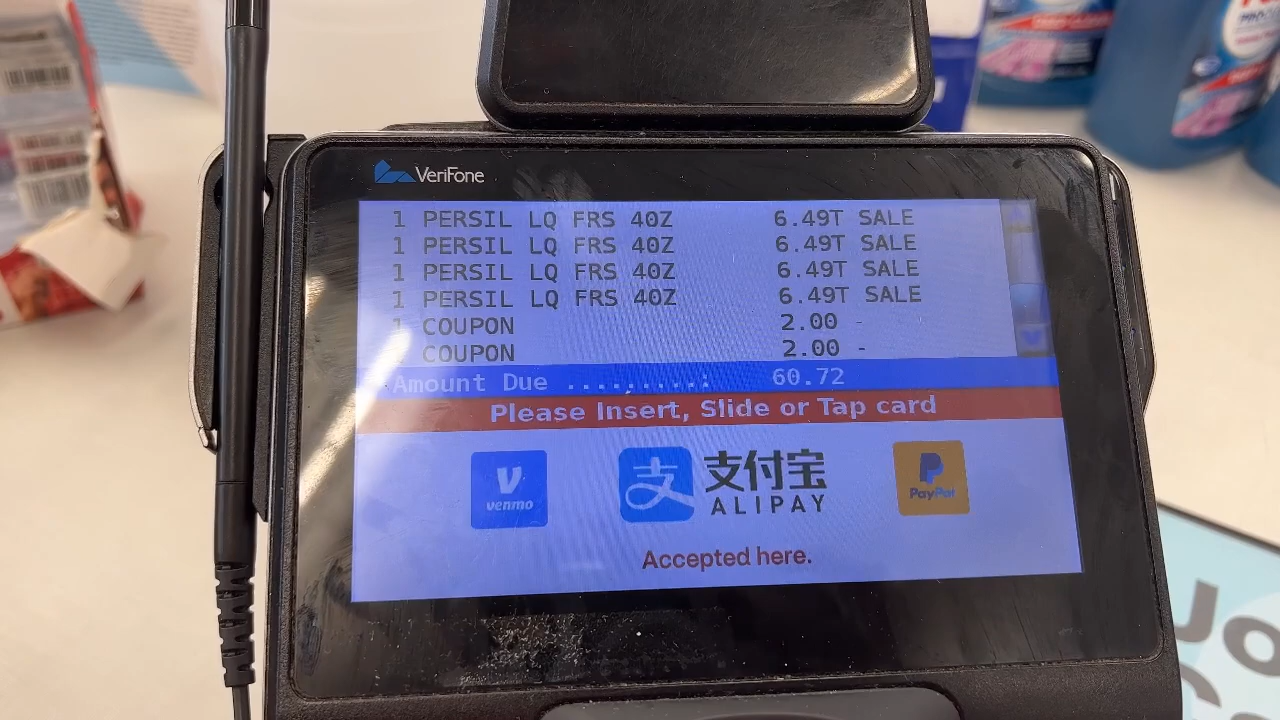 VeriFone
1 PERSIL LQ FRS 40Z 6.49T SALE
1 PERSIL LQ FRS 40Z 6.49T SALE
1 PERSIL LQ FRS 40Z 6.49T SALE
1 PERSIL LQ FRS 40Z 6.49T SALE
1 COUPON 2.00 -
COUPON 2.00 -
Amount Due ..........: 60.72
Please Insert, Slide or Tap card
venmo
支 支付宝
ALIPAY
PayPal
Accepted here.
Jo